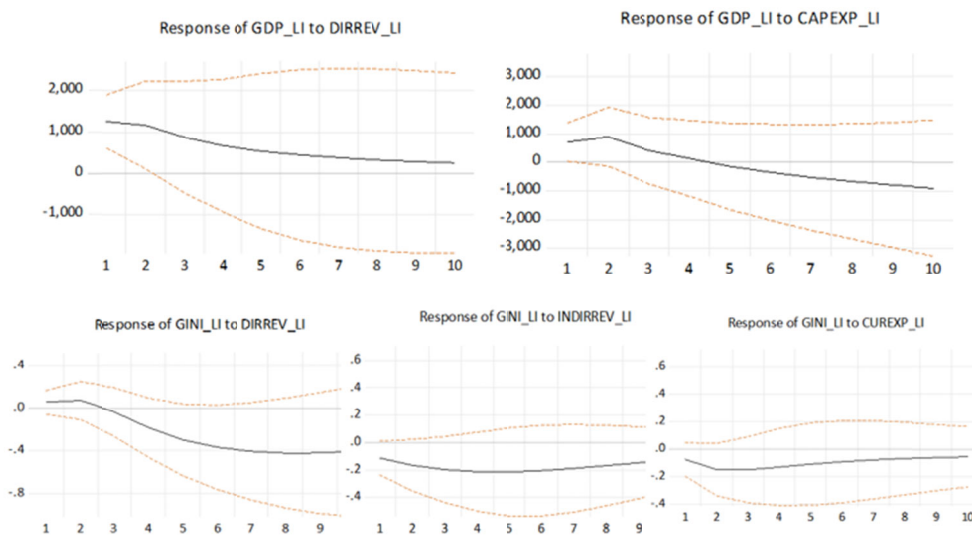 Response of GDP_LI to DIRREV_LI
2,000
1,000
0
-1,000
1 2 3 4 5 6 7 8 9 10
Response of GDP_LI to CAPEXP_LI
3,000
2,000
1,000
0
-1,000
-2,000
-3,000
1 2 3 4 5 6 7 8 9 10
Response of GINI_LI to DIRREV_LI
.4
.0
-.4
-.8
1 2 3 4 5 6 7 8 9
Response of GINI_LI to INDIRREV_LI
.6
.4
.2
.0
-.2
-.4
1 2 3 4 5 6 7 8 9
Response of GINI_LI to CUREXP_LI
.6
.4
.2
.0
-.2
-.4
1 2 3 4 5 6 7 8 9 10